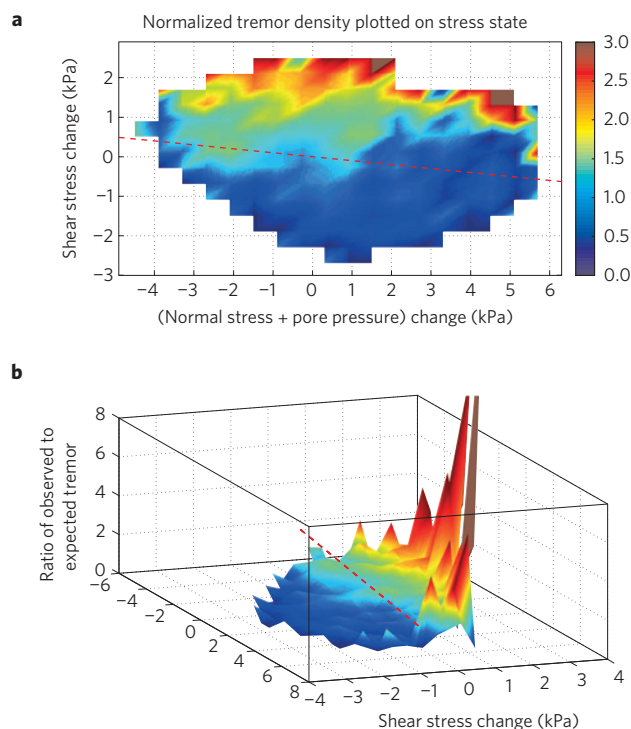 a
Normalized tremor density plotted on stress state
Shear stress change (kPa)
2
1
0
−1
−2
−3
−4 −3 −2 −1 0 1 2 3 4 5 6
(Normal stress + pore pressure) change (kPa)
3.0
2.5
2.0
1.5
1.0
0.5
0.0
b
Ratio of observed to
expected tremor
8
6
4
2
0
−6
−4
−2
0
2
4
6
8
−4 −3 −2 −1 0 1 2 3 4
Shear stress change (kPa)